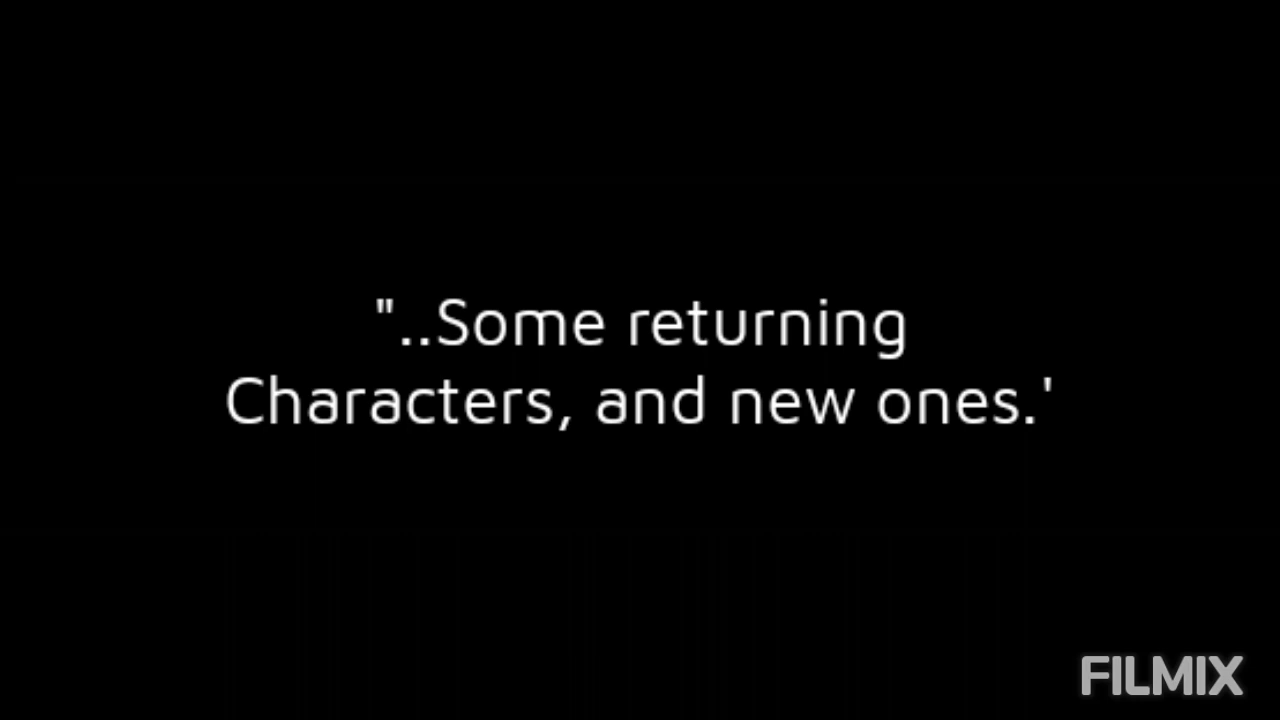 "..Some returning
Characters, and new ones.'
FILMIX